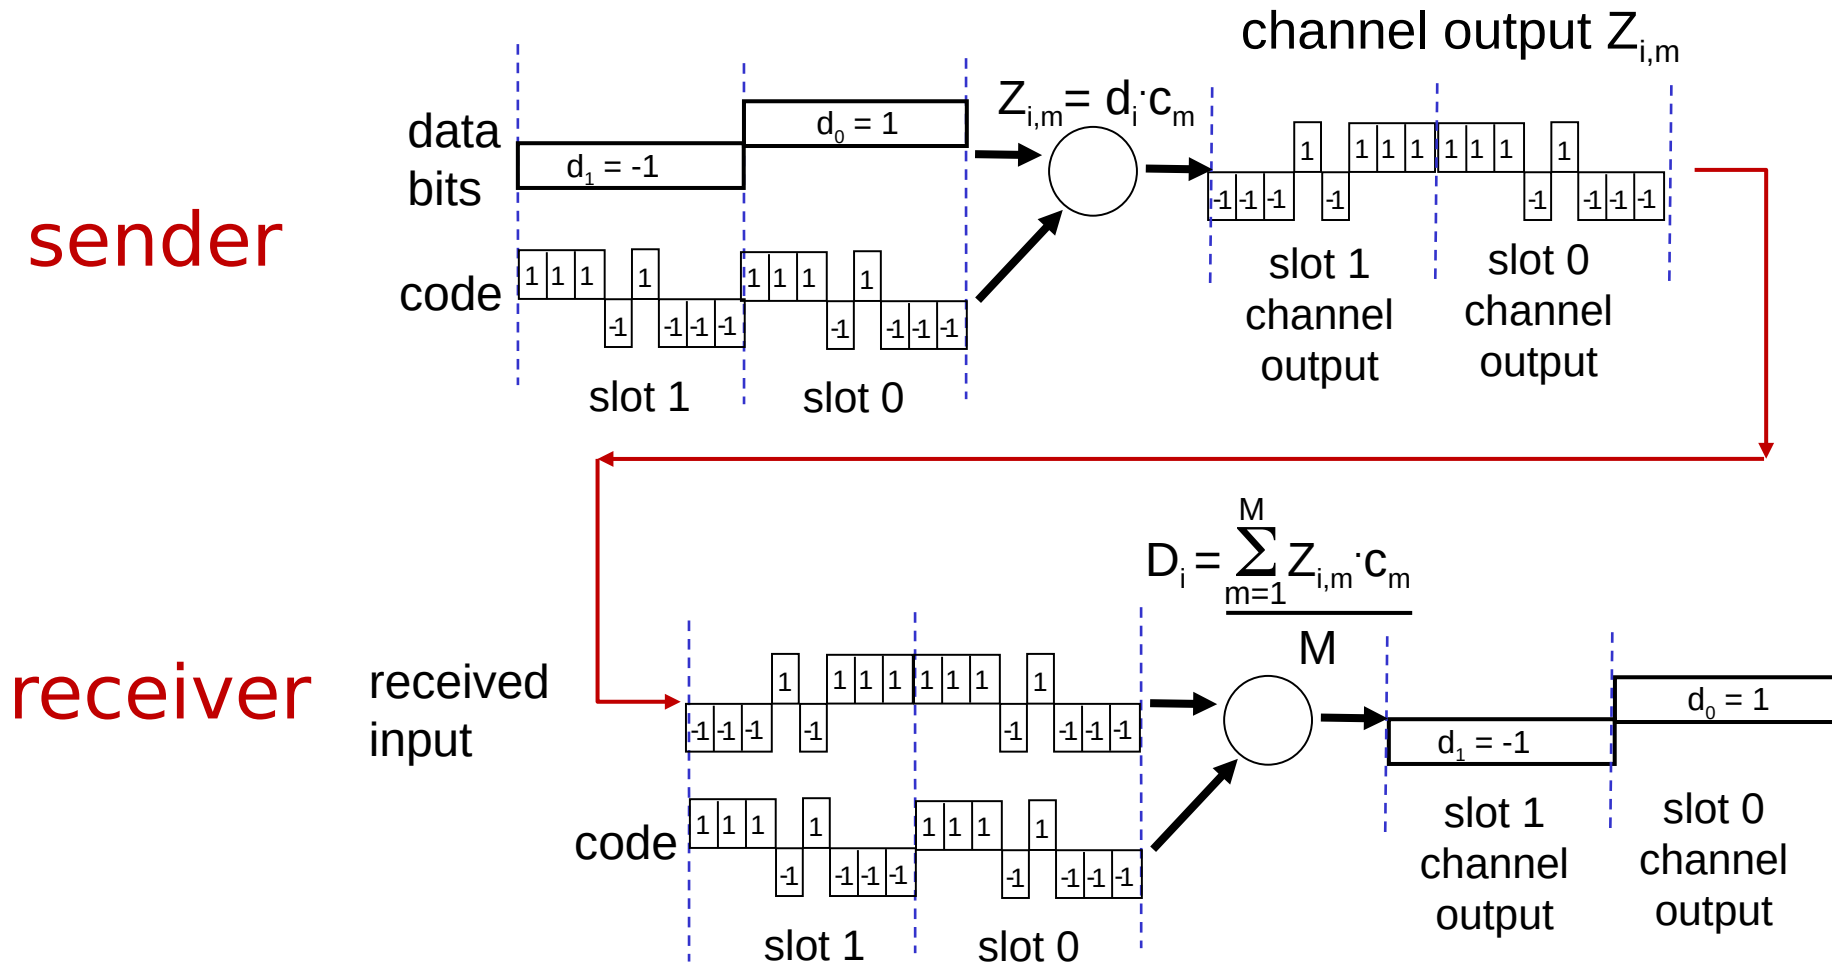 channel output Z_i,m
Z_i,m = d_i·c_m
data bits
d_1 = -1
d_0 = 1
1 1 1 -1 1 -1 -1 -1
1 1 1 -1 1 -1 -1 -1
code
slot 1
slot 0
sender
-1 -1 -1 1 -1 1 1 1
1 1 1 -1 1 -1 -1 -1
slot 1
channel
output
slot 0
channel
output
D_i = Σ Z_i,m·c_m
M
m=1
M
receiver
received
input
-1 -1 -1 1 -1 1 1 1
1 1 1 -1 1 -1 -1 -1
code
1 1 1 -1 1 -1 -1 -1
1 1 1 -1 1 -1 -1 -1
slot 1
slot 0
d_1 = -1
d_0 = 1
slot 1
channel
output
slot 0
channel
output